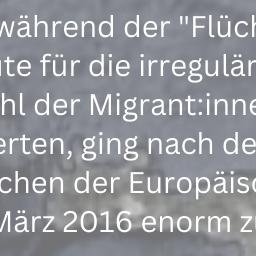 während der "Flüch
te für die irregulär
hl der Migrant:inne
erten, ging nach de
chen der Europäisc
März 2016 enorm zu